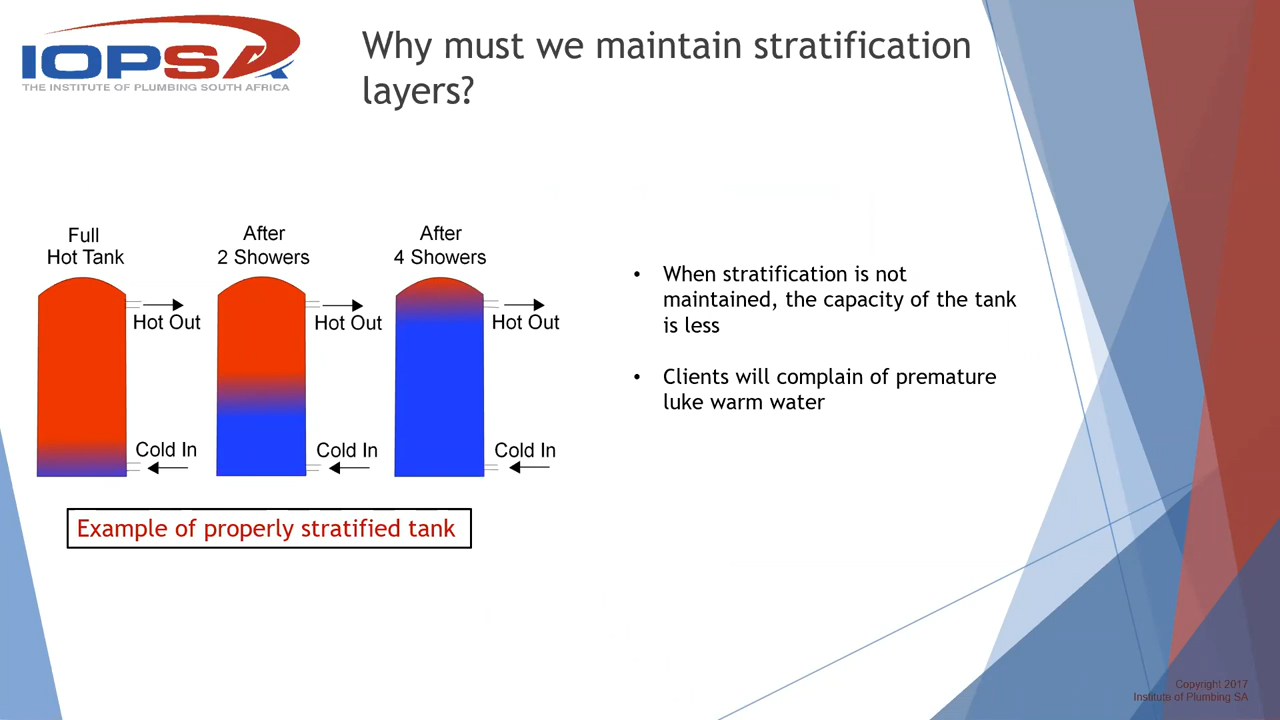 IOPSA
THE INSTITUTE OF PLUMBING SOUTH AFRICA
Why must we maintain stratification
layers?
Full
Hot Tank
After
2 Showers
After
4 Showers
Hot Out
Hot Out
Hot Out
Cold In
Cold In
Cold In
Example of properly stratified tank
• When stratification is not
maintained, the capacity of the tank
is less
• Clients will complain of premature
luke warm water
Copyright 2017
Institute of Plumbing SA